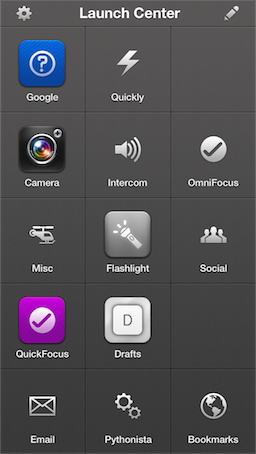 Launch Center
Google
Quickly
Camera
Intercom
OmniFocus
Misc
Flashlight
Social
QuickFocus
D
Drafts
Email
Pythonista
Bookmarks